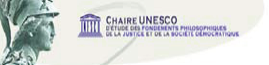 CHAIRE UNESCO
D'ÉTUDE DES FONDEMENTS PHILOSOPHIQUES
DE LA JUSTICE ET DE LA SOCIÉTÉ DÉMOCRATIQUE